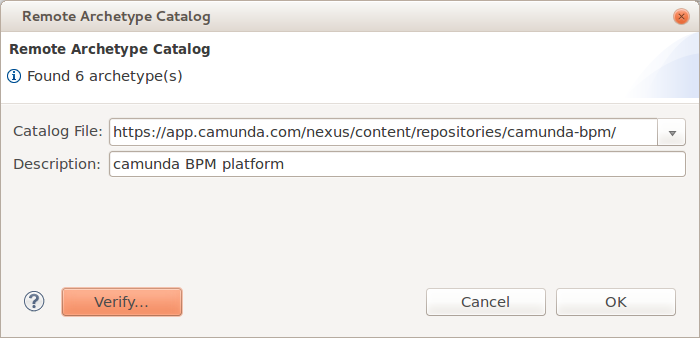 Remote Archetype Catalog
Remote Archetype Catalog
Found 6 archetype(s)
Catalog File: https://app.camunda.com/nexus/content/repositories/camunda-bpm/
Description: camunda BPM platform
? Verify... Cancel OK